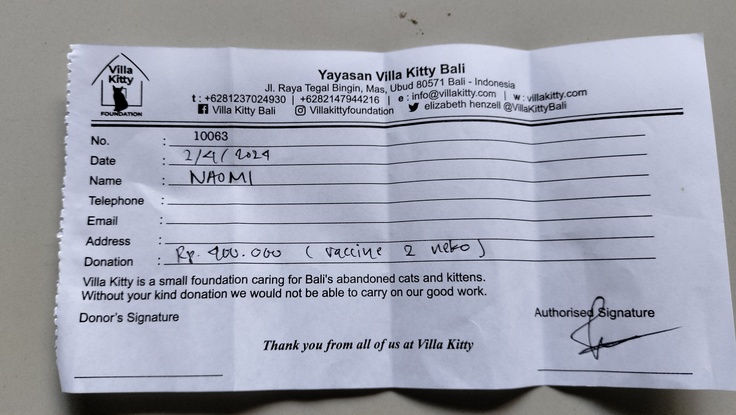 Villa
Kitty
FOUNDATION
Yayasan Villa Kitty Bali
Jl. Raya Tegal Bingin, Mas, Ubud 80571 Bali - Indonesia
t : +6281237024930 | +6282147944216 | e : info@villakitty.com | w : villakitty.com
Villa Kitty Bali Villakittyfoundation elizabeth henzell @VillaKittyBali
No. : 10063
Date : 2/4/2024
Name : NAOMI
Telephone :
Email :
Address :
Donation : Rp. 400.000 ( vaccine 2 neko )
Villa Kitty is a small foundation caring for Bali's abandoned cats and kittens.
Without your kind donation we would not be able to carry on our good work.
Donor's Signature Authorised Signature
Thank you from all of us at Villa Kitty